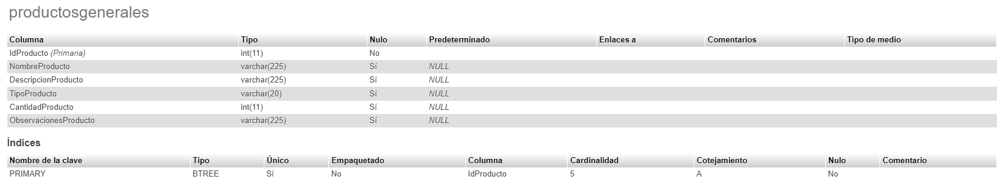 productosgenerales
Columna Tipo Nulo Predeterminado Enlaces a Comentarios Tipo de medio
IdProducto (Primaria) int(11) No
NombreProducto varchar(225) Sí NULL
DescripcionProducto varchar(225) Sí NULL
TipoProducto varchar(20) Sí NULL
CantidadProducto int(11) Sí NULL
ObservacionesProducto varchar(225) Sí NULL
Índices
Nombre de la clave Tipo Único Empaquetado Columna Cardinalidad Cotejamiento Nulo Comentario
PRIMARY BTREE Sí No IdProducto 5 A No